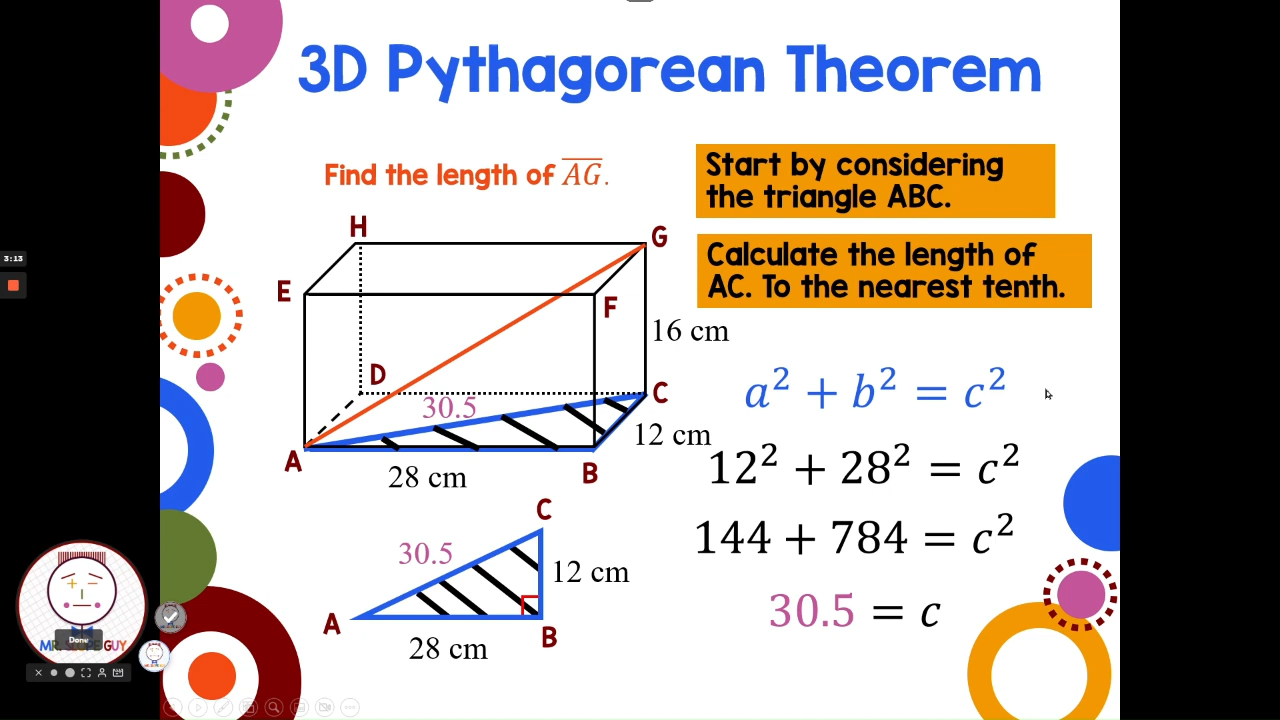 3D Pythagorean Theorem
Find the length of AG.
Start by considering
the triangle ABC.
Calculate the length of
AC. To the nearest tenth.
H
G
E
F
16 cm
D
C
30.5
12 cm
A
B
28 cm
a² + b² = c²
12² + 28² = c²
144 + 784 = c²
30.5 = c
C
30.5
12 cm
A
B
28 cm
3:13
Done